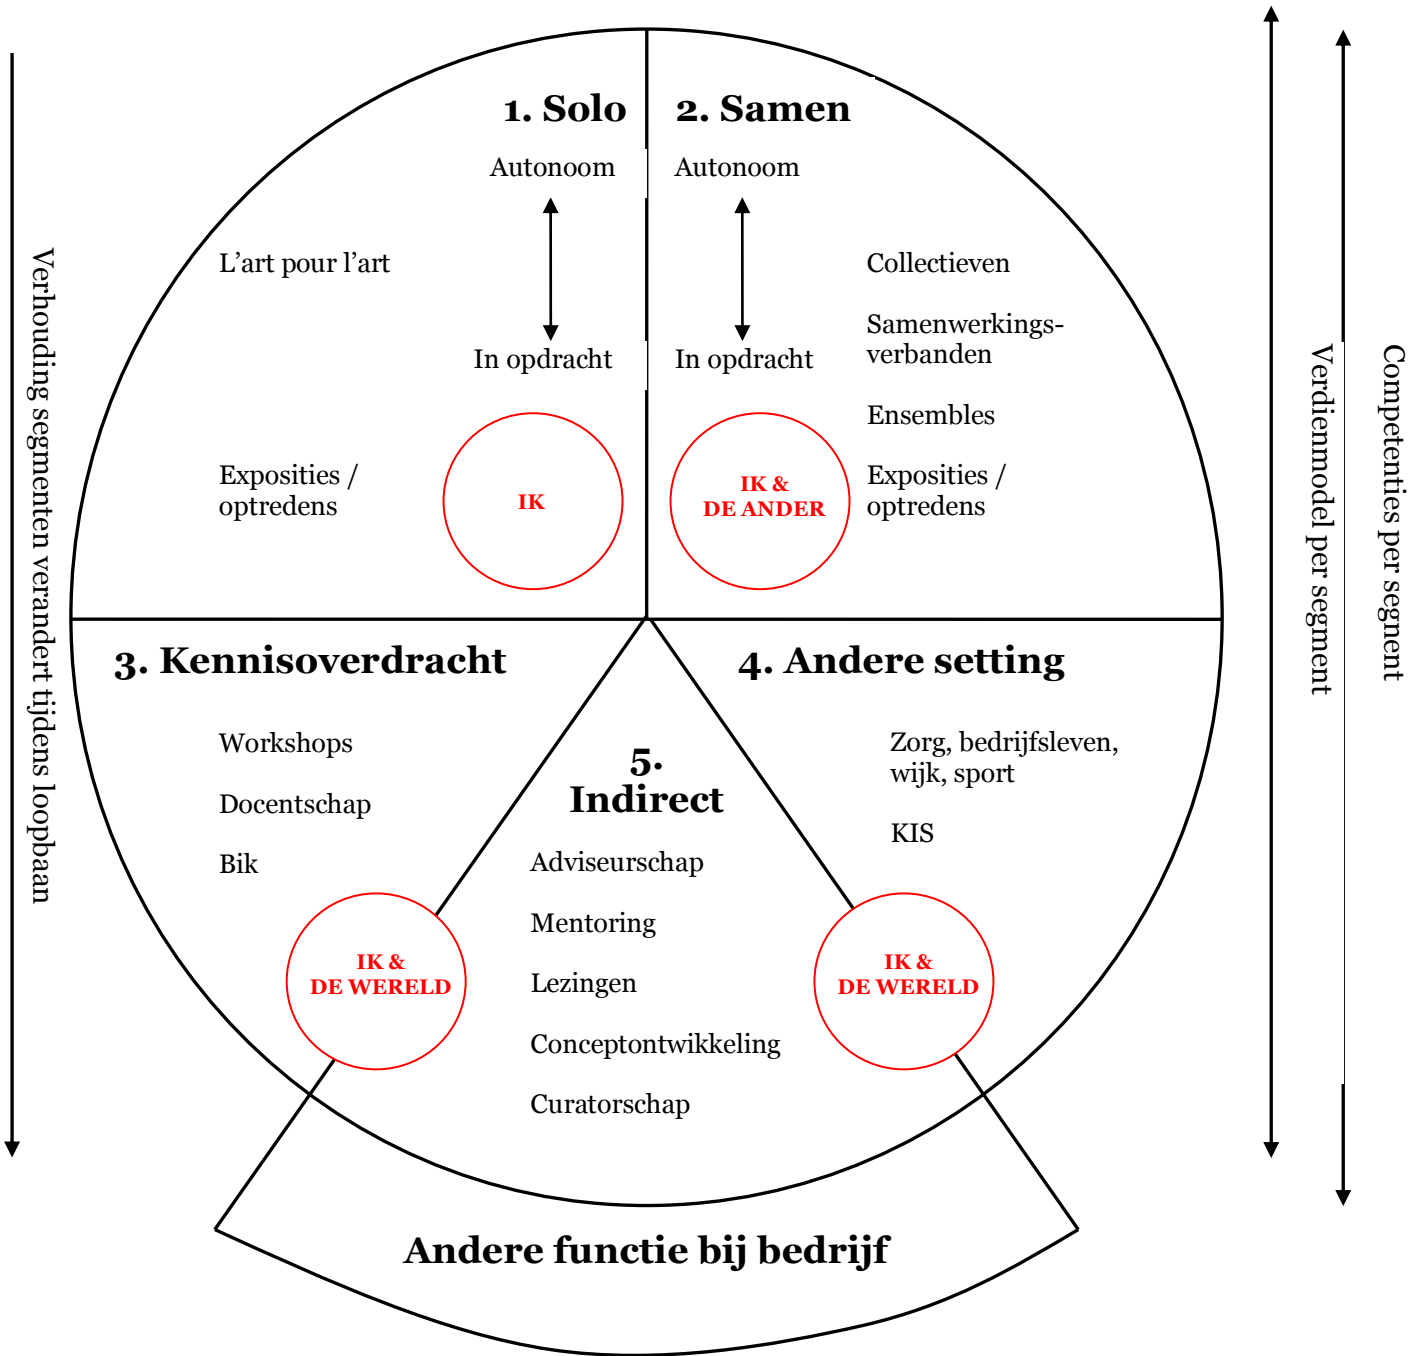 1. Solo
Autonoom
In opdracht
L’art pour l’art
Exposities /
optredens
IK
2. Samen
Autonoom
In opdracht
Collectieven
Samenwerkings-
verbanden
Ensembles
Exposities /
optredens
IK &
DE ANDER
3. Kennisoverdracht
Workshops
Docentschap
Bik
IK &
DE WERELD
4. Andere setting
Zorg, bedrijfsleven,
wijk, sport
KIS
IK &
DE WERELD
5.
Indirect
Adviseurschap
Mentoring
Lezingen
Conceptontwikkeling
Curatorschap
Andere functie bij bedrijf
Verhouding segmenten verandert tijdens loopbaan
Verdienmodel per segment
Competenties per segnent